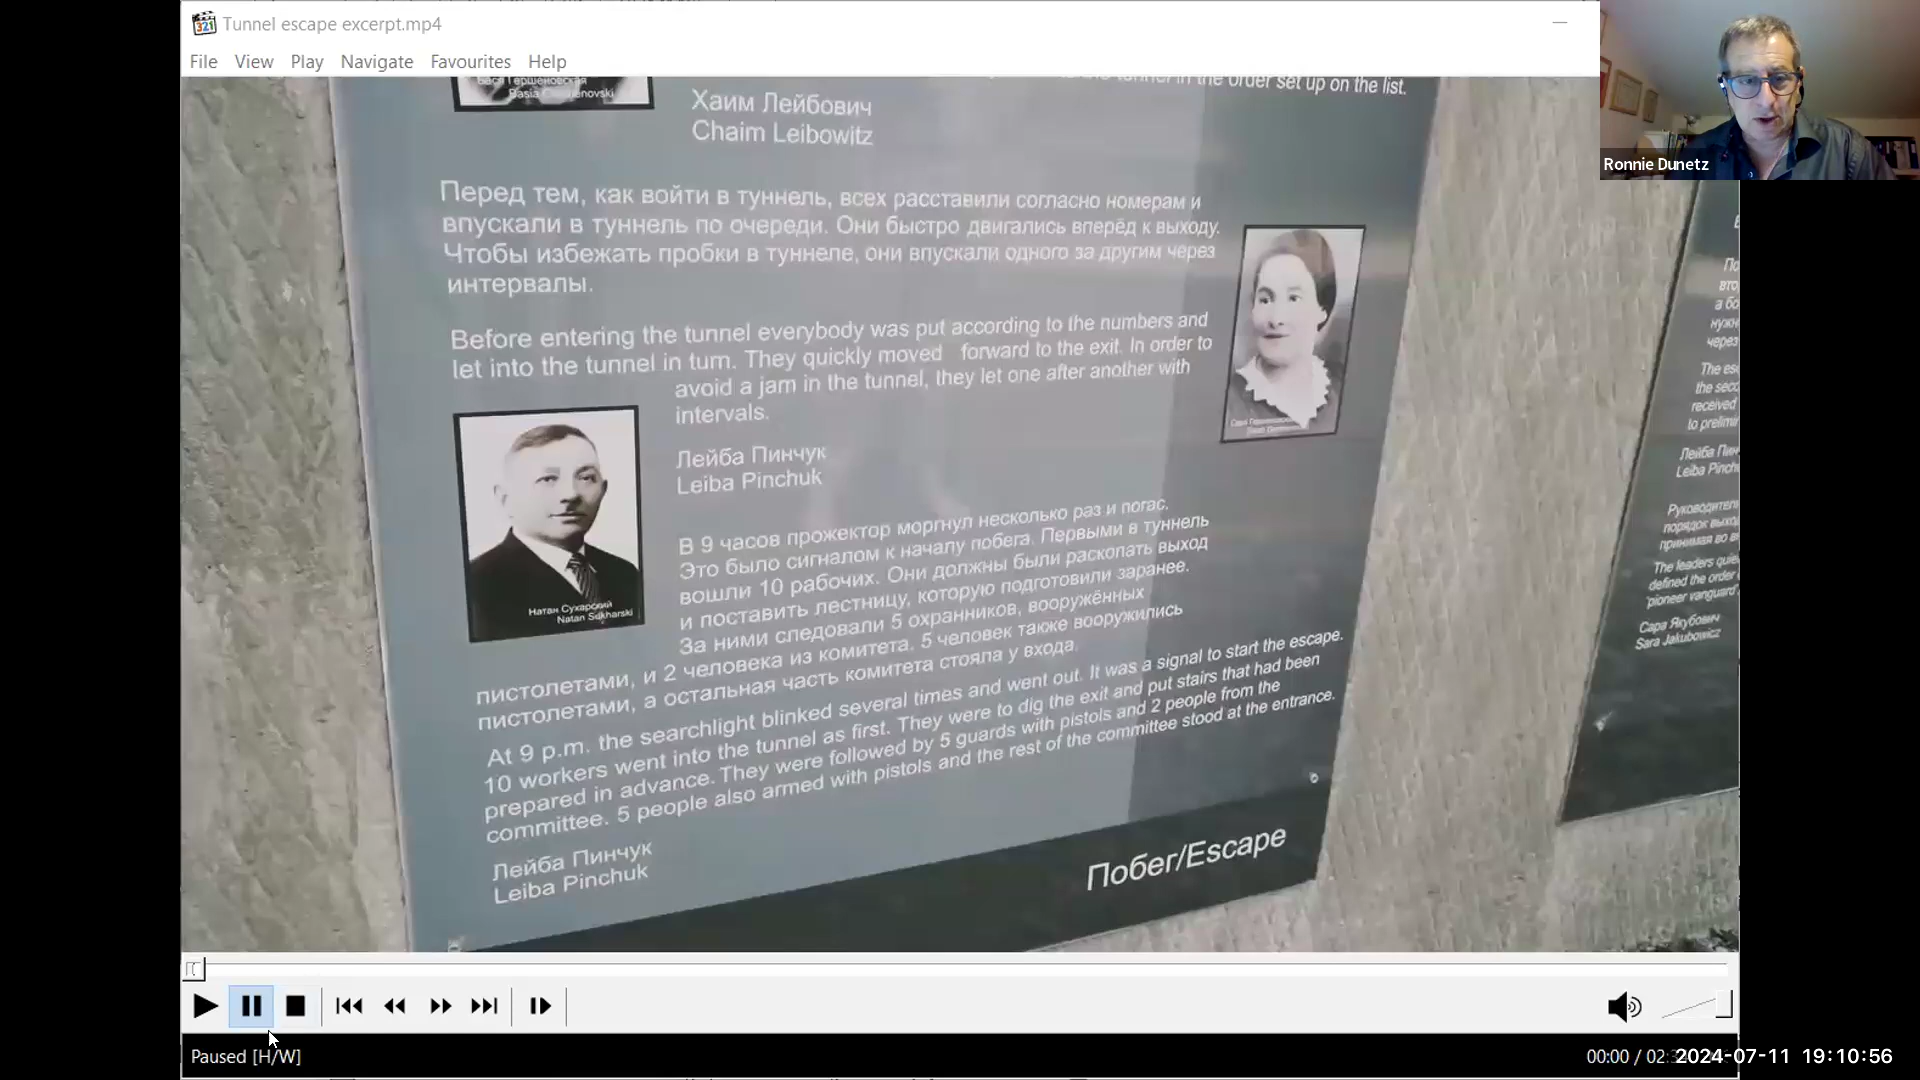 Tunnel escape excerpt.mp4
File View Play Navigate Favourites Help
Ronnie Dunetz
in the order set up on the list.
Хаим Лейбович
Chaim Leibowitz
Перед тем, как войти в туннель, всех расставили согласно номерам и
впускали в туннель по очереди. Они быстро двигались вперёд к выходу.
Чтобы избежать пробки в туннеле, они впускали одного за другим через
интервалы.
Before entering the tunnel everybody was put according to the numbers and
let into the tunnel in turn. They quickly moved forward to the exit. In order to
avoid a jam in the tunnel, they let one after another with
intervals.
Лейба Пинчук
Leiba Pinchuk
Натан Сухарский
Natan Sukharski
В 9 часов прожектор моргнул несколько раз и погас.
Это было сигналом к началу побега. Первыми в туннель
вошли 10 рабочих. Они должны были раскопать выход
и поставить лестницу, которую подготовили заранее.
За ними следовали 5 охранников, вооружённых
пистолетами, и 2 человека из комитета. 5 человек также вооружились
пистолетами, а остальная часть комитета стояла у входа.
At 9 p.m. the searchlight blinked several times and went out. It was a signal to start the escape.
10 workers went into the tunnel as first. They were to dig the exit and put stairs that had been
prepared in advance. They were followed by 5 guards with pistols and 2 people from the
committee. 5 people also armed with pistols and the rest of the committee stood at the entrance.
Лейба Пинчук
Leiba Pinchuk
Побег/Escape
The
the
received
Leiba
The leaders
defined the order
Сара Якубович
Sara Jakubowicz
Paused [H/W]
00:00 / 02:
2024-07-11 19:10:56